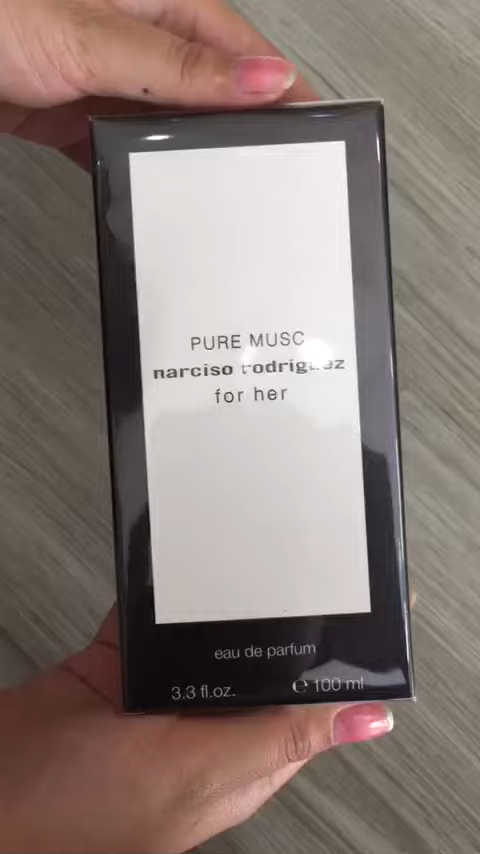 PURE MUSC
narciso rodriguez
for her
eau de parfum
3.3 fl.oz. ℮ 100 ml